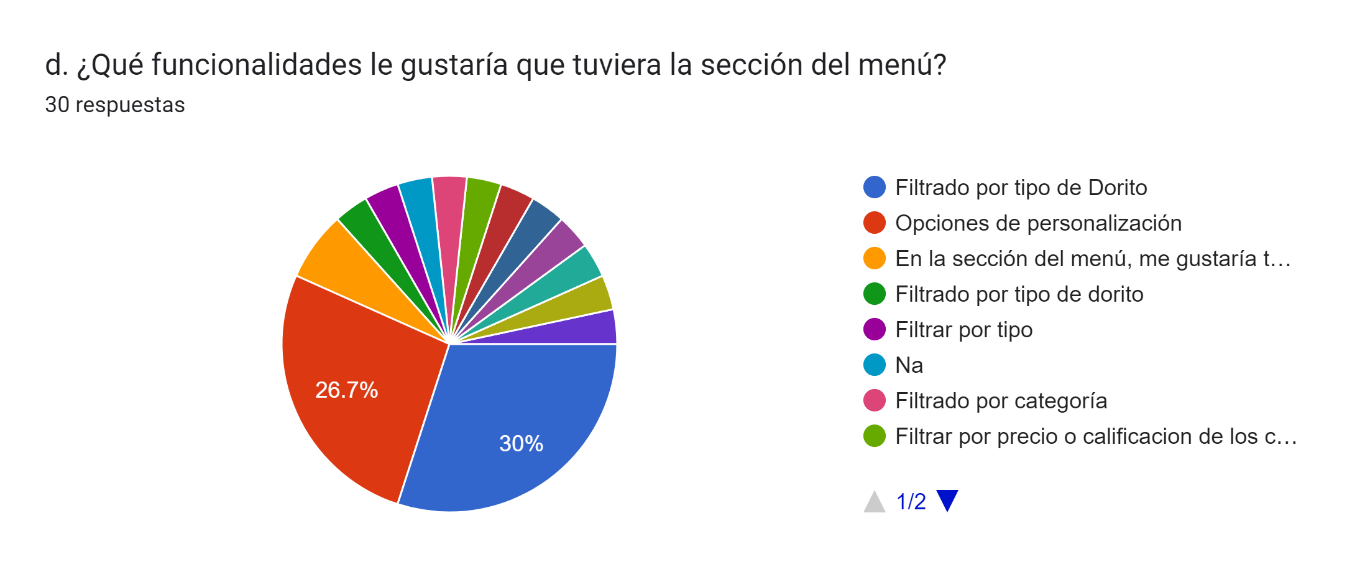 d. ¿Qué funcionalidades le gustaría que tuviera la sección del menú?
30 respuestas
26.7%
30%
Filtrado por tipo de Dorito
Opciones de personalización
En la sección del menú, me gustaría t…
Filtrado por tipo de dorito
Filtrar por tipo
Na
Filtrado por categoría
Filtrar por precio o calificacion de los c…
1/2